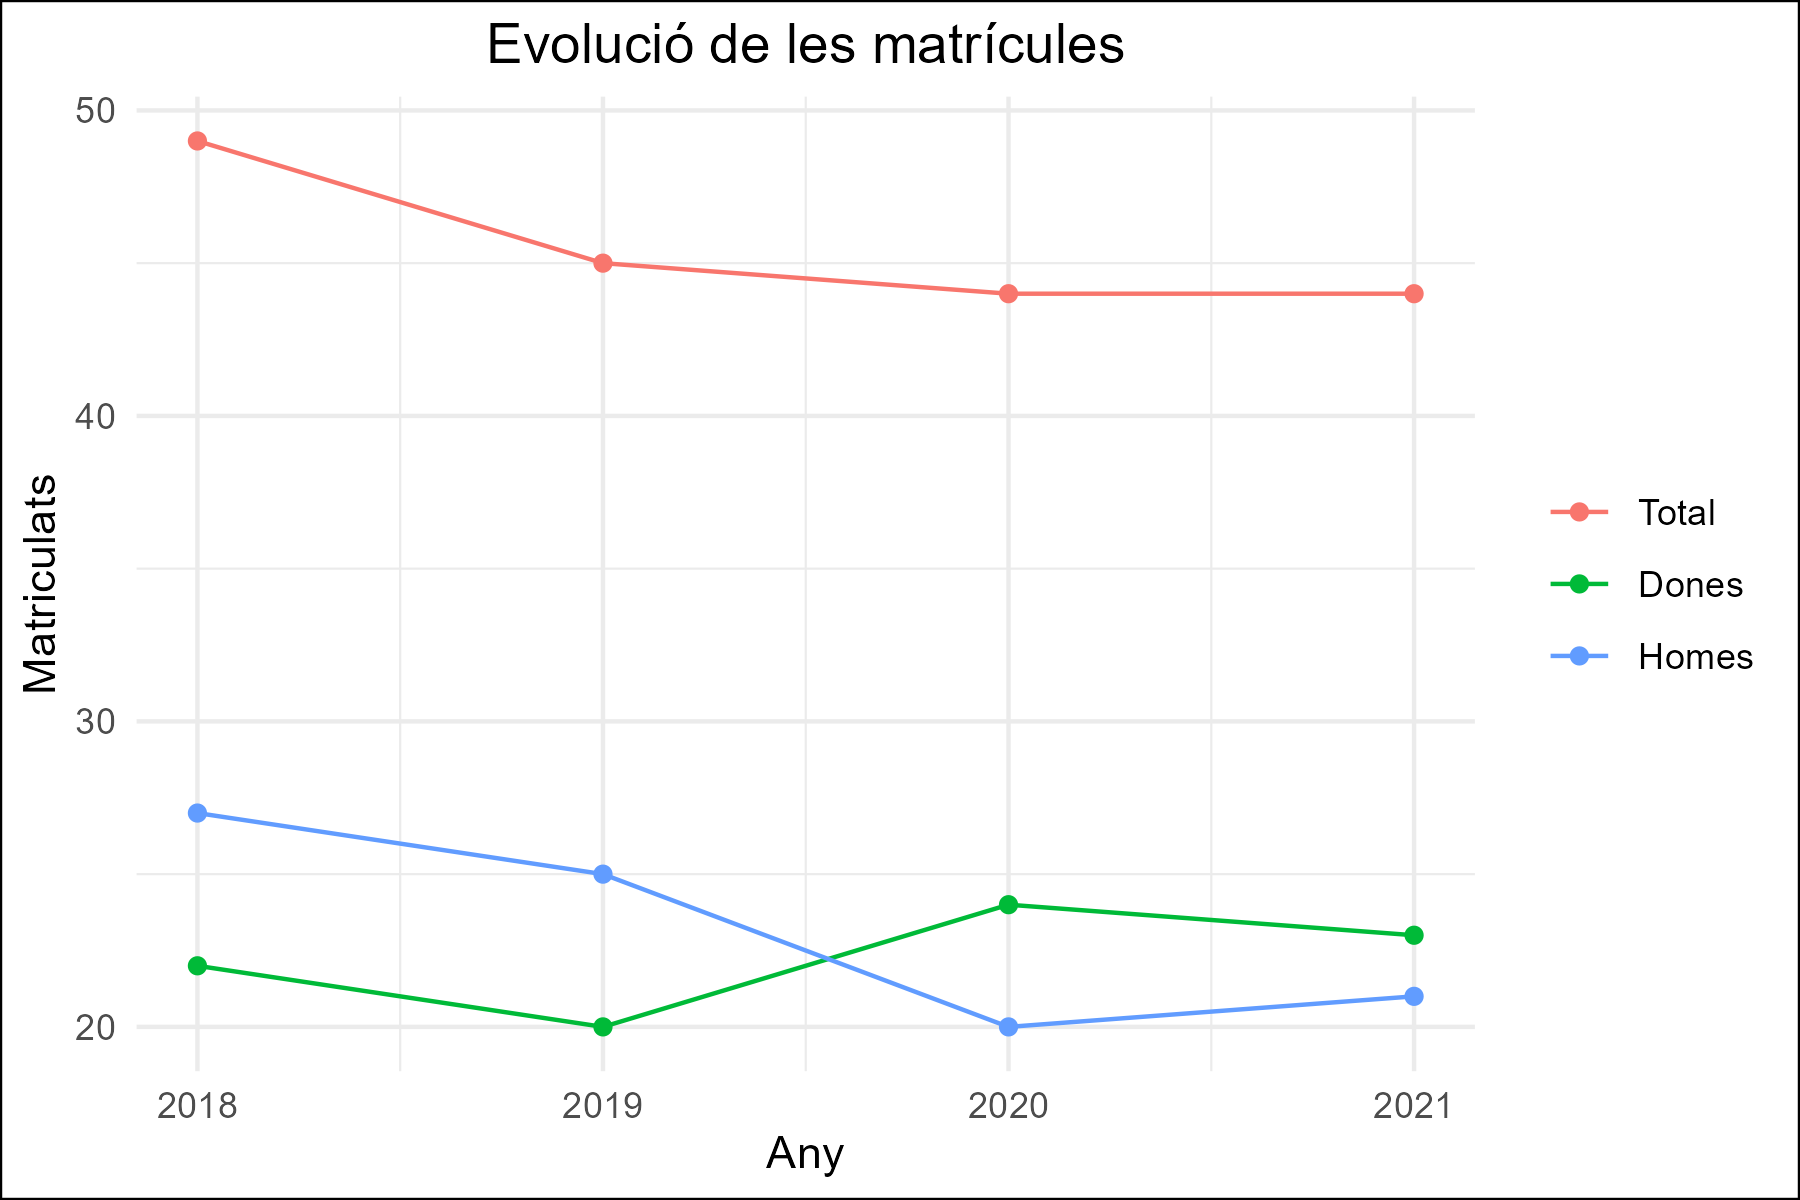 Evolució de les matrícules
50
40
30
20
Matriculats
2018 2019 2020 2021
Any
Total
Dones
Homes